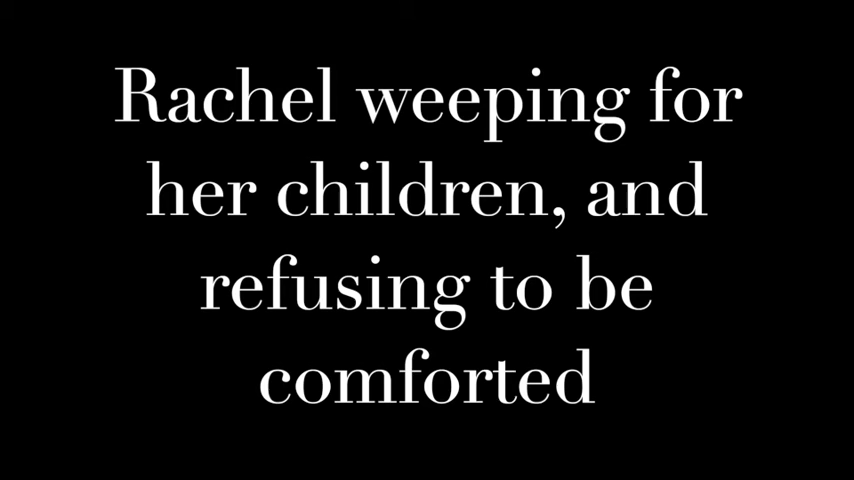 Rachel weeping for
her children, and
refusing to be
comforted